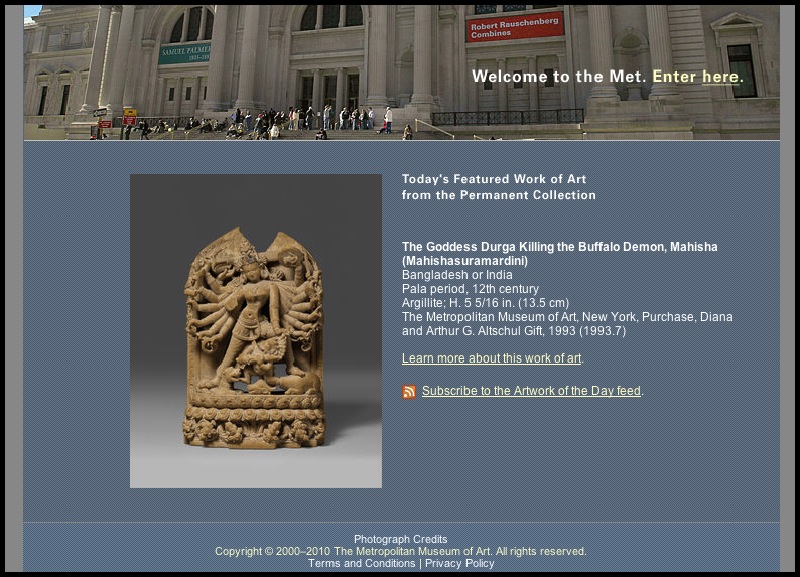 SAMUEL PALMER
Robert Rauschenberg
Combines
Welcome to the Met. Enter here.
Today's Featured Work of Art
from the Permanent Collection
The Goddess Durga Killing the Buffalo Demon, Mahisha
(Mahishasuramardini)
Bangladesh or India
Pala period, 12th century
Argillite; H. 5 5/16 in. (13.5 cm)
The Metropolitan Museum of Art, New York, Purchase, Diana
and Arthur G. Altschul Gift, 1993 (1993.7)
Learn more about this work of art.
Subscribe to the Artwork of the Day feed.
Photograph Credits
Copyright © 2000–2010 The Metropolitan Museum of Art. All rights reserved.
Terms and Conditions | Privacy Policy